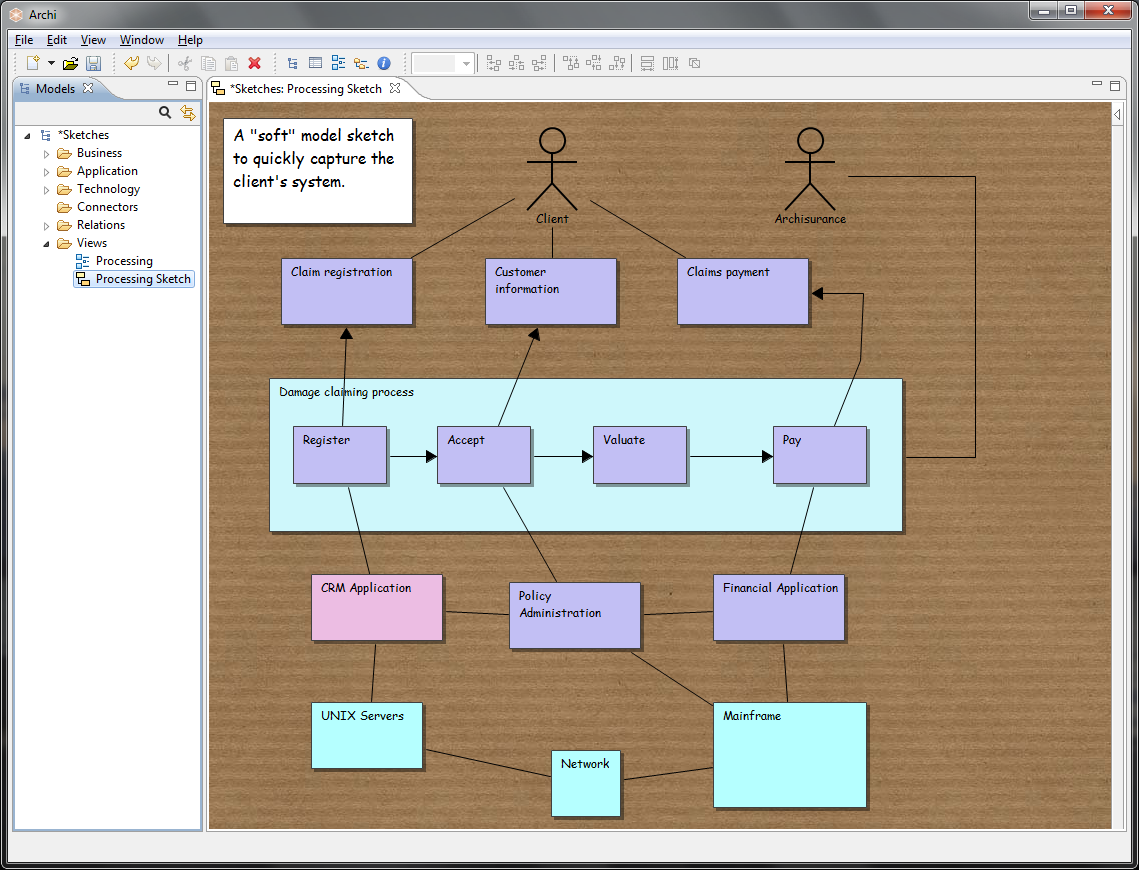 Archi
File Edit View Window Help
Models
*Sketches: Processing Sketch
*Sketches
Business
Application
Technology
Connectors
Relations
Views
Processing
Processing Sketch
A "soft" model sketch
to quickly capture the
client's system.
Client
Archisurance
Claim registration
Customer
information
Claims payment
Damage claiming process
Register
Accept
Valuate
Pay
CRM Application
Policy
Administration
Financial Application
UNIX Servers
Network
Mainframe